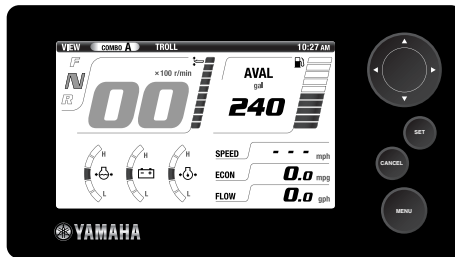 VIEW COMBO A TROLL 10:27 AM
F
N
R
×100 r/min
00
AVAL
gall
240
H H H
L L L
SPEED - - - mph
ECON 0.0 mpg
FLOW 0.0 gph
SET
CANCEL
MENU
YAMAHA